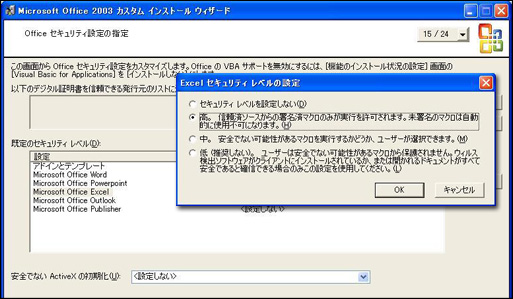 Microsoft Office 2003 カスタム インストール ウィザード
Office セキュリティ設定の指定
15 / 24
この画面から Office セキュリティ設定をカスタマイズします。Office の VBA サポートを無効にするには、[機能のインストール状況の設定] 画面の
[Visual Basic for Applications] を [インストールしない]
以下のデジタル証明書を信頼できる発行元のリストに
既定のセキュリティ レベル(D):
設定
アドインとテンプレート
Microsoft Office Word
Microsoft Office Powerpoint
Microsoft Office Excel
Microsoft Office Outlook
Microsoft Office Publisher
<設定しない>
安全でない ActiveX の初期化(U):
<設定しない>
Excel セキュリティ レベルの設定
セキュリティ レベルを設定しない(D)
高。 信頼済ソースからの署名済マクロのみが実行を許可されます。未署名のマクロは自動
的に使用不可になります。(H)
中。 安全でない可能性があるマクロを実行するかどうか、ユーザーが選択できます。(M)
低 (推奨しない)。 ユーザーは安全でない可能性があるマクロから保護されません。ウィルス
検出ソフトウェアがクライアントにインストールされているか、または開かれるドキュメントがすべて
安全であると確信できる場合のみこの設定を使用してください。(L)
OK
キャンセル